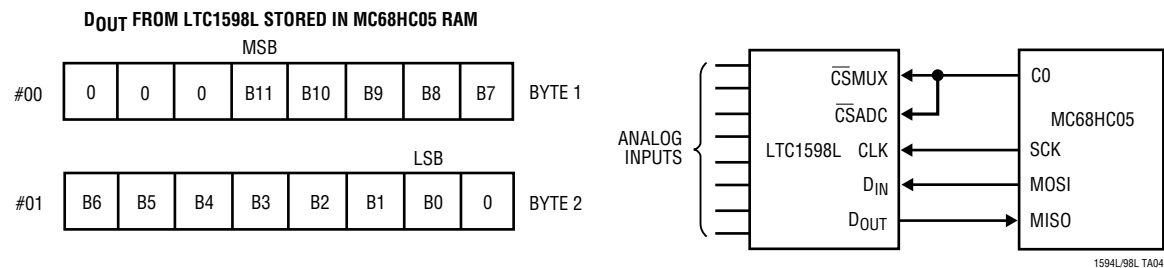 DOUT FROM LTC1598L STORED IN MC68HC05 RAM
MSB
#00 0 0 0 B11 B10 B9 B8 B7 BYTE 1
LSB
#01 B6 B5 B4 B3 B2 B1 B0 0 BYTE 2
ANALOG
INPUTS
LTC1598L
CSMUX
CSADC
CLK
DIN
DOUT
C0
MC68HC05
SCK
MOSI
MISO
1594L/98L TA04